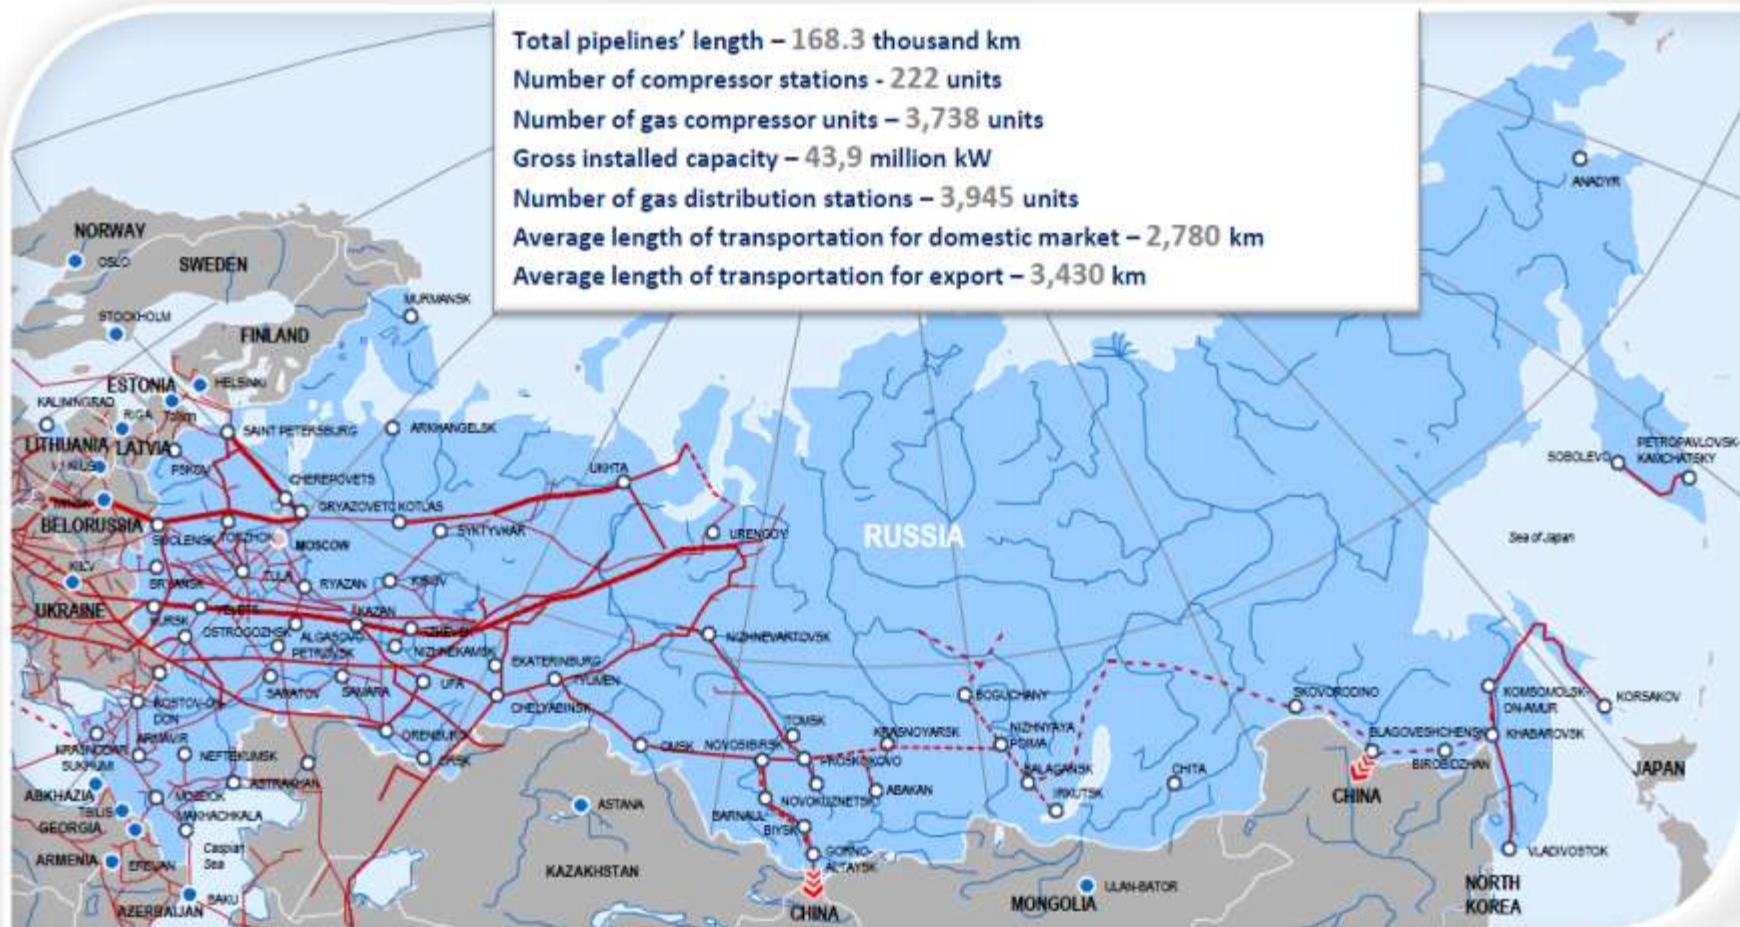 Total pipelines' length – 168.3 thousand km
Number of compressor stations - 222 units
Number of gas compressor units – 3,738 units
Gross installed capacity – 43,9 million kW
Number of gas distribution stations – 3,945 units
Average length of transportation for domestic market – 2,780 km
Average length of transportation for export – 3,430 km
ANADYR
NORWAY
OSLO
SWEDEN
MURMANSK
STOCKHOLM
FINLAND
ESTONIA
HELSINKI
KALININGRAD
RIGA
Tallinn
SAINT PETERSBURG
ARKHANGELSK
LITHUANIA
LATVIA
PSKOV
VILNIUS
UKHTA
SOBOLEVO
PETROPAVLOVSK-
KAMCHATSKY
CHEREPOVETS
GRYAZOVETC
KOTLAS
MINSK
BELORUSSIA
SYKTYVKAR
URENGOY
RUSSIA
Sea of Japan
SMOLENSK
TORZHOK
MOSCOW
KIEV
BRYANSK
TULA
RYAZAN
UKRAINE
KURSK
YELETS
KAZAN
OSTROGOZHSK
ALGASOVO
IZHEVSK
NIZHNEVARTOVSK
PETROVSK
NIZHNEKAMSK
EKATERINBURG
SARATOV
SAMARA
UFA
TYUMEN
BOGUCHANY
SKOVORODINO
KOMSOMOLSK-
ON-AMUR
KORSAKOV
ROSTOV-ON-
DON
CHELYABINSK
TOMSK
KRASNOYARSK
NIZHNYAYA
POIMA
BLAGOVESHCHENSK
KHABAROVSK
KRASNODAR
ARMAVIR
ORENBURG
OMSK
NOVOSIBIRSK
SUKHUMI
NEFTEKUMSK
ORSK
PROSKOKOVO
BALAGANSK
CHITA
BIROBIDZHAN
JAPAN
ABKHAZIA
ASTRAKHAN
ABAKAN
IRKUTSK
CHINA
MOZDOK
ASTANA
NOVOKUZNETSK
TBILIS
MAKHACHKALA
BARNAUL
GEORGIA
BIYSK
Caspian
Sea
GORNO-
ALTAYSK
VLADIVOSTOK
ARMENIA
EREVAN
KAZAKHSTAN
ULAN-BATOR
NORTH
KOREA
BAKU
MONGOLIA
AZERBAIJAN
CHINA